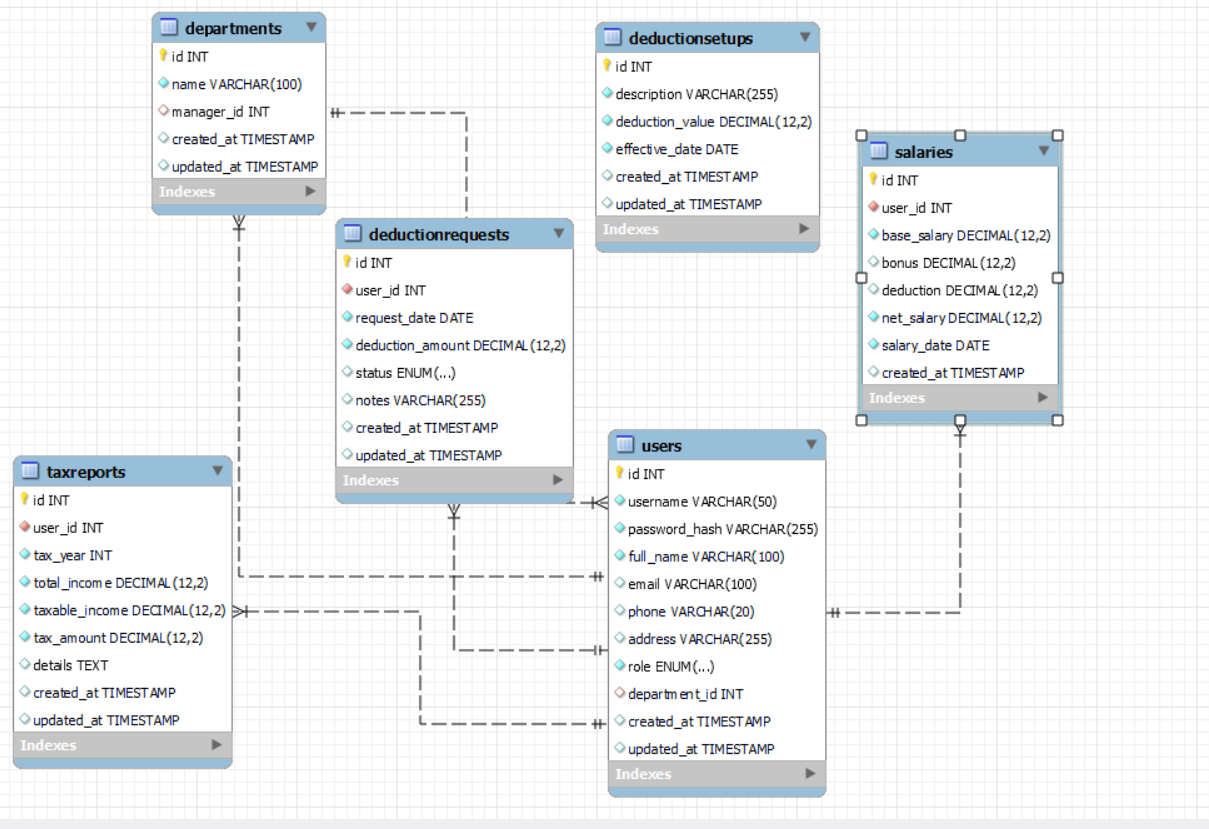 departments
id INT
name VARCHAR(100)
manager_id INT
created_at TIMESTAMP
updated_at TIMESTAMP
Indexes
deductionsetups
id INT
description VARCHAR(255)
deduction_value DECIMAL(12,2)
effective_date DATE
created_at TIMESTAMP
updated_at TIMESTAMP
Indexes
salaries
id INT
user_id INT
base_salary DECIMAL(12,2)
bonus DECIMAL(12,2)
deduction DECIMAL(12,2)
net_salary DECIMAL(12,2)
salary_date DATE
created_at TIMESTAMP
Indexes
deductionrequests
id INT
user_id INT
request_date DATE
deduction_amount DECIMAL(12,2)
status ENUM(...)
notes VARCHAR(255)
created_at TIMESTAMP
updated_at TIMESTAMP
Indexes
taxreports
id INT
user_id INT
tax_year INT
total_income DECIMAL(12,2)
taxable_income DECIMAL(12,2)
tax_amount DECIMAL(12,2)
details TEXT
created_at TIMESTAMP
updated_at TIMESTAMP
Indexes
users
id INT
username VARCHAR(50)
password_hash VARCHAR(255)
full_name VARCHAR(100)
email VARCHAR(100)
phone VARCHAR(20)
address VARCHAR(255)
role ENUM(...)
department_id INT
created_at TIMESTAMP
updated_at TIMESTAMP
Indexes